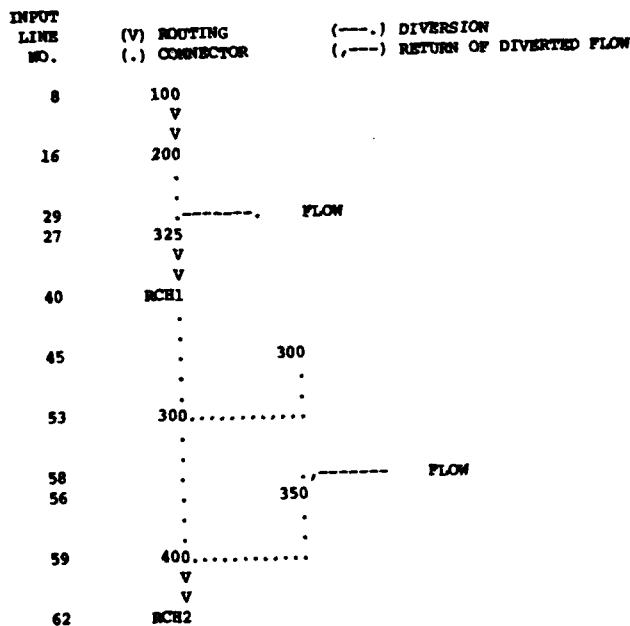 INPUT
LINE (V) ROUTING (---.) DIVERSION
NO. (.) CONNECTOR (,---) RETURN OF DIVERTED FLOW
8 100
V
V
16 200
.
.
29 .-------. FLOW
27 325
V
V
40 RCH1
.
.
45 . 300
. .
. .
53 300............
.
.
58 . .,------- FLOW
56 . 350
. .
. .
59 400............
V
V
62 RCH2